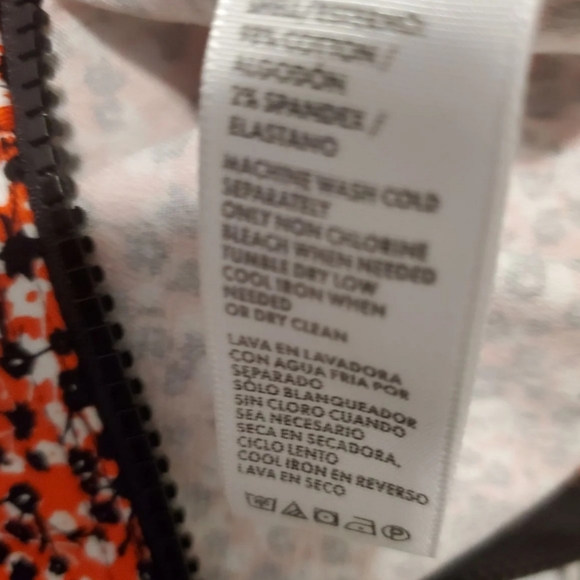 SHELL/EXTERIOR:
98% COTTON /
ALGODÓN
2% SPANDEX /
ELASTANO
MACHINE WASH COLD
SEPARATELY
ONLY NON CHLORINE
BLEACH WHEN NEEDED
TUMBLE DRY LOW
COOL IRON WHEN
NEEDED
OR DRY CLEAN
LAVA EN LAVADORA
CON AGUA FRIA POR
SEPARADO
SÓLO BLANQUEADOR
SIN CLORO CUANDO
SEA NECESARIO
SECA EN SECADORA,
CICLO LENTO
COOL IRON EN REVERSO
LAVA EN SECO